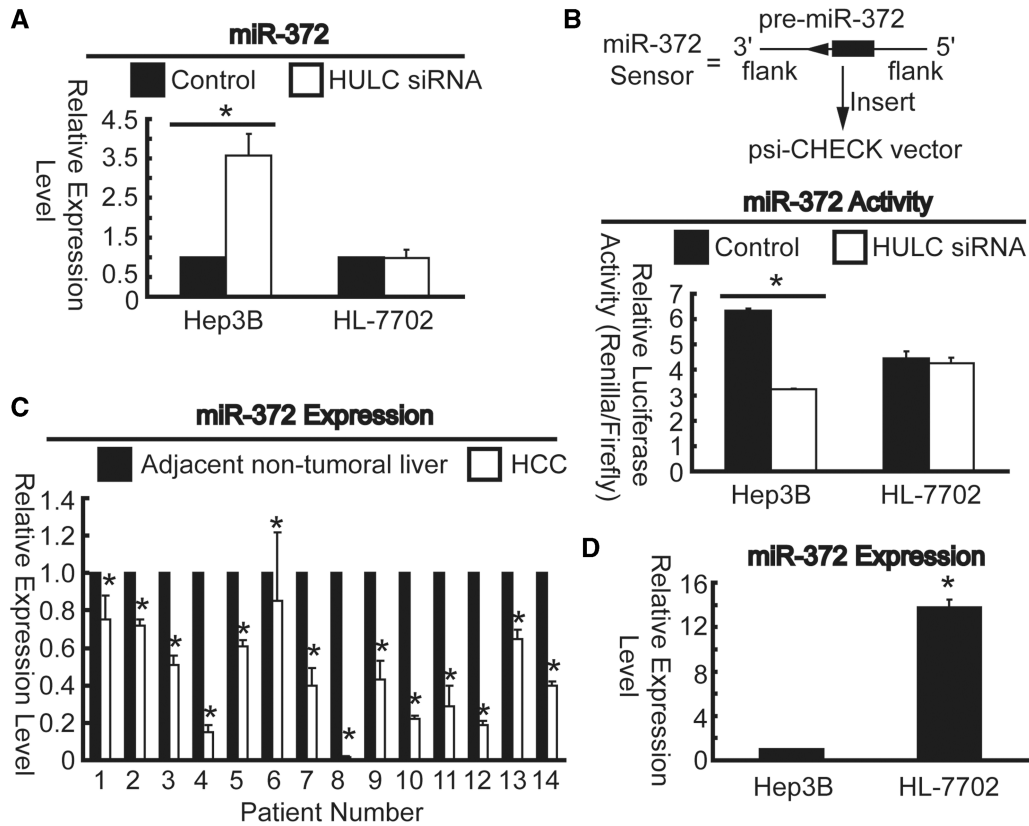 A
miR-372
Control
HULC siRNA
Relative Expression
Level
4.5
3.5
2.5
1.5
0.5
0
*
Hep3B
HL-7702
B
pre-miR-372
miR-372
Sensor
=
3'
5'
flank
flank
Insert
psi-CHECK vector
miR-372 Activity
Control
HULC siRNA
Relative Luciferase
Activity (Renilla/Firefly)
7
6
5
4
3
2
1
0
*
Hep3B
HL-7702
C
miR-372 Expression
Adjacent non-tumoral liver
HCC
Relative Expression Level
1.4
1.2
1.0
0.8
0.6
0.4
0.2
0
* * * * * * * * * * * * * *
1 2 3 4 5 6 7 8 9 10 11 12 13 14
Patient Number
D
miR-372 Expression
Relative Expression
Level
16
12
8
4
0
*
Hep3B
HL-7702